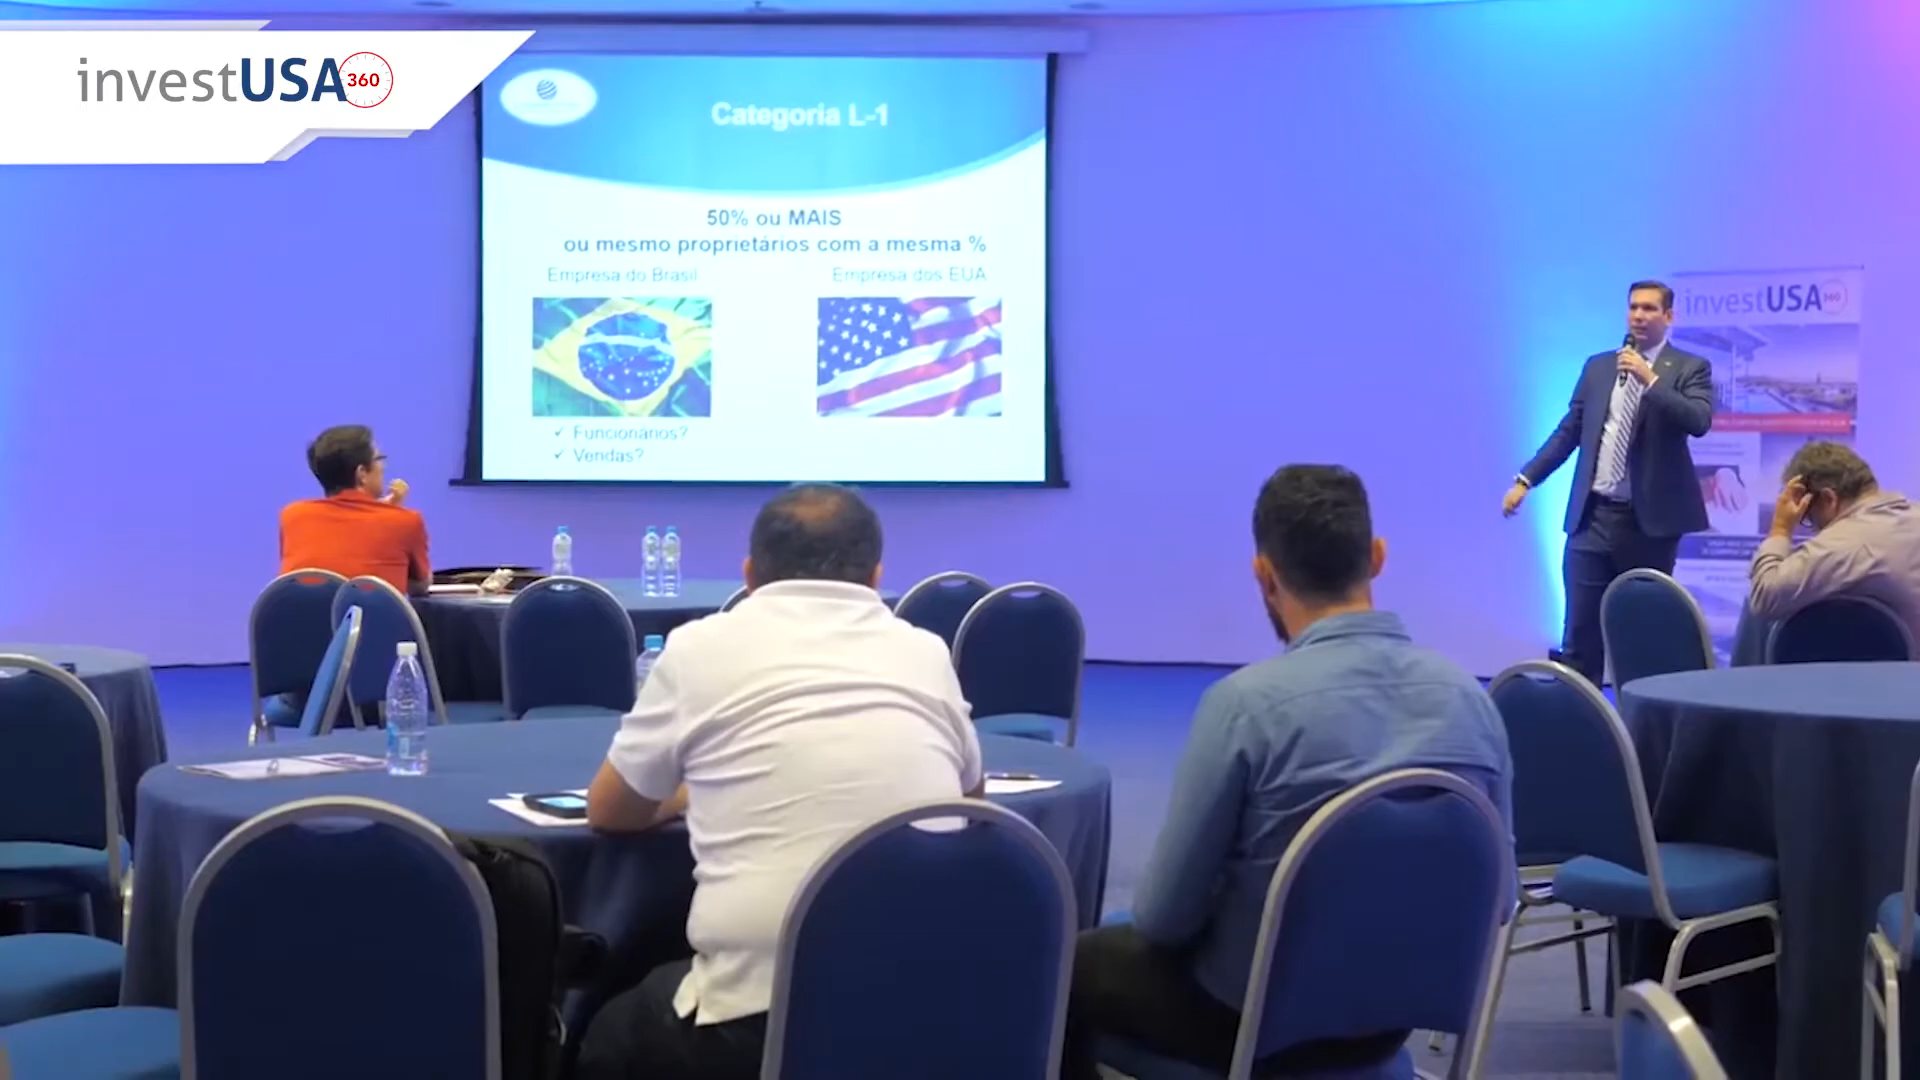 investUSA 360
Categoria L-1
50% ou MAIS
ou mesmo proprietários com a mesma %
Empresa do Brasil
Empresa dos EUA
✓ Funcionários?
✓ Vendas?
investUSA 360